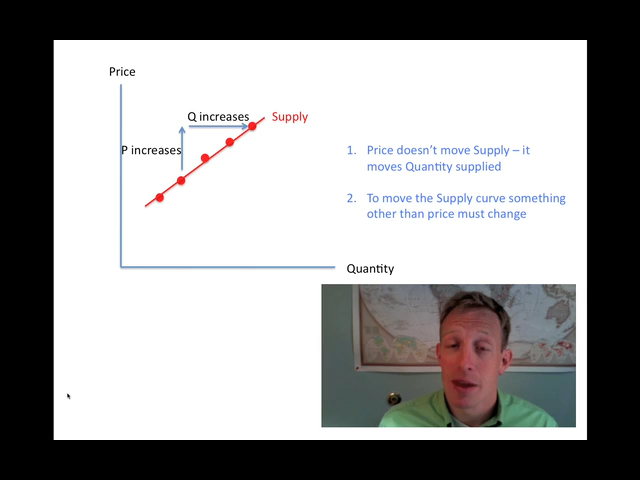 Price
Q increases
Supply
P increases
1. Price doesn't move Supply – it
moves Quantity supplied
2. To move the Supply curve something
other than price must change
Quantity